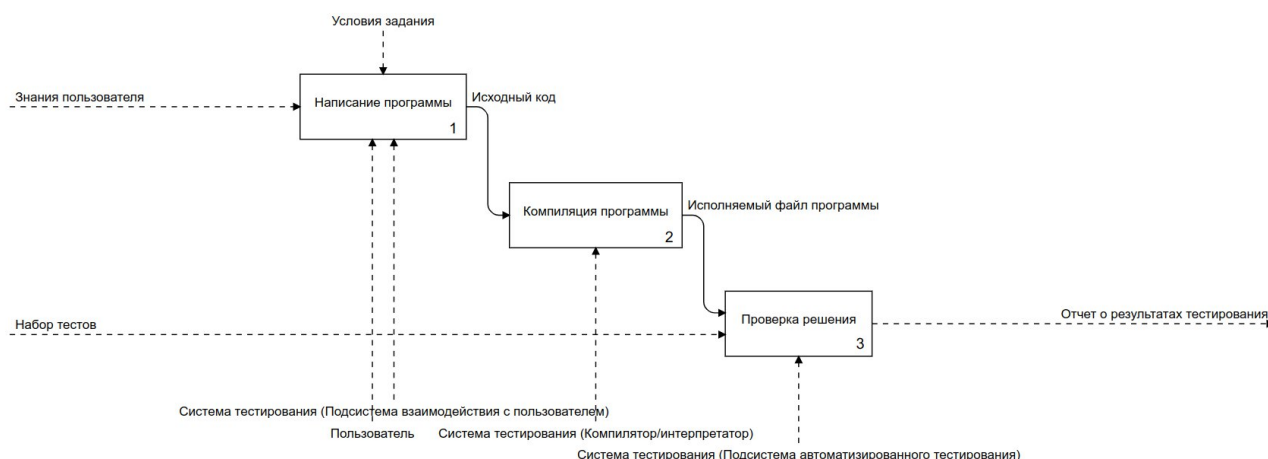 Условия задания
Знания пользователя
Написание программы
1
Исходный код
Компиляция программы
2
Исполняемый файл программы
Набор тестов
Проверка решения
3
Отчет о результатах тестирования
Система тестирования (Подсистема взаимодействия с пользователем)
Пользователь
Система тестирования (Компилятор/интерпретатор)
Система тестирования (Подсистема автоматизированного тестирования)